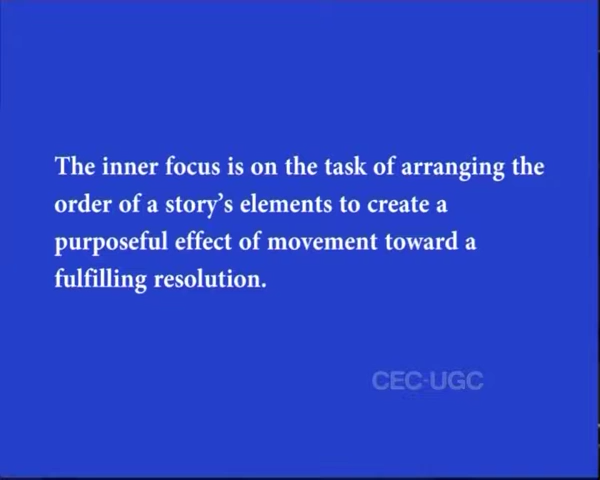 The inner focus is on the task of arranging the
order of a story’s elements to create a
purposeful effect of movement toward a
fulfilling resolution.
CEC-UGC